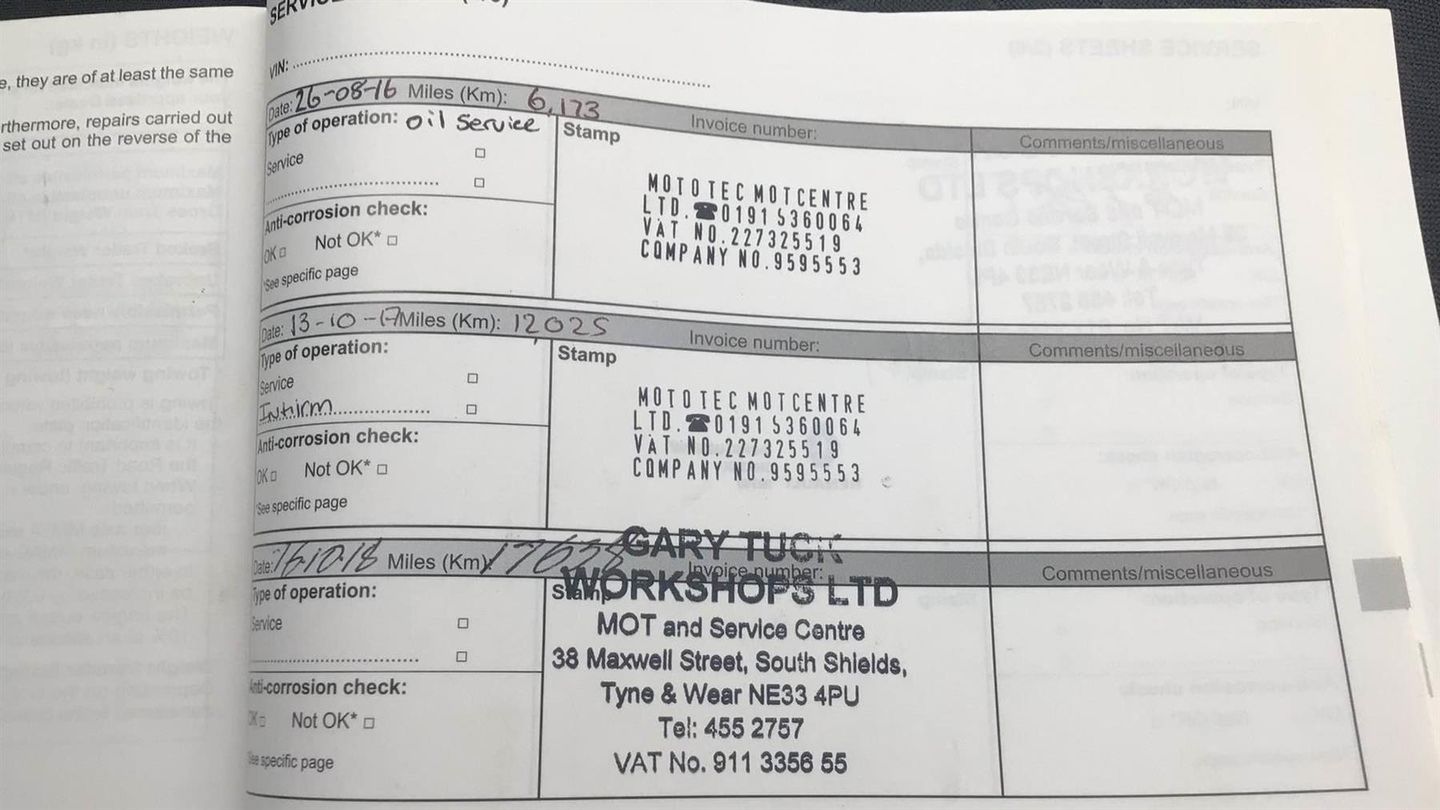 e, they are of at least the same
rthermore, repairs carried out
set out on the reverse of the
VIN:
Date: 26-08-16 Miles (Km): 6,173
Invoice number:
Comments/miscellaneous
Type of operation: oil service
Service
Stamp
MOTOTEC MOTCENTRE
LTD. ☎0191 5360064
VAT NO. 227325519
COMPANY NO. 9595553
Anti-corrosion check:
OK □ Not OK* □
*See specific page
Date: 13-10-17 Miles (Km): 12025
Invoice number:
Comments/miscellaneous
Type of operation:
Service
Stamp
MOTOTEC MOTCENTRE
LTD. ☎0191 5360064
VAT NO. 227325519
COMPANY NO. 9595553
Anti-corrosion check:
OK □ Not OK* □
*See specific page
Date: 16.10.18 Miles (Km): 17628
Invoice number:
Comments/miscellaneous
Type of operation:
Service
Stamp
GARY TUCK
WORKSHOPS LTD
MOT and Service Centre
38 Maxwell Street, South Shields,
Tyne & Wear NE33 4PU
Tel: 455 2757
VAT No. 911 3356 55
Anti-corrosion check:
OK □ Not OK* □
*See specific page